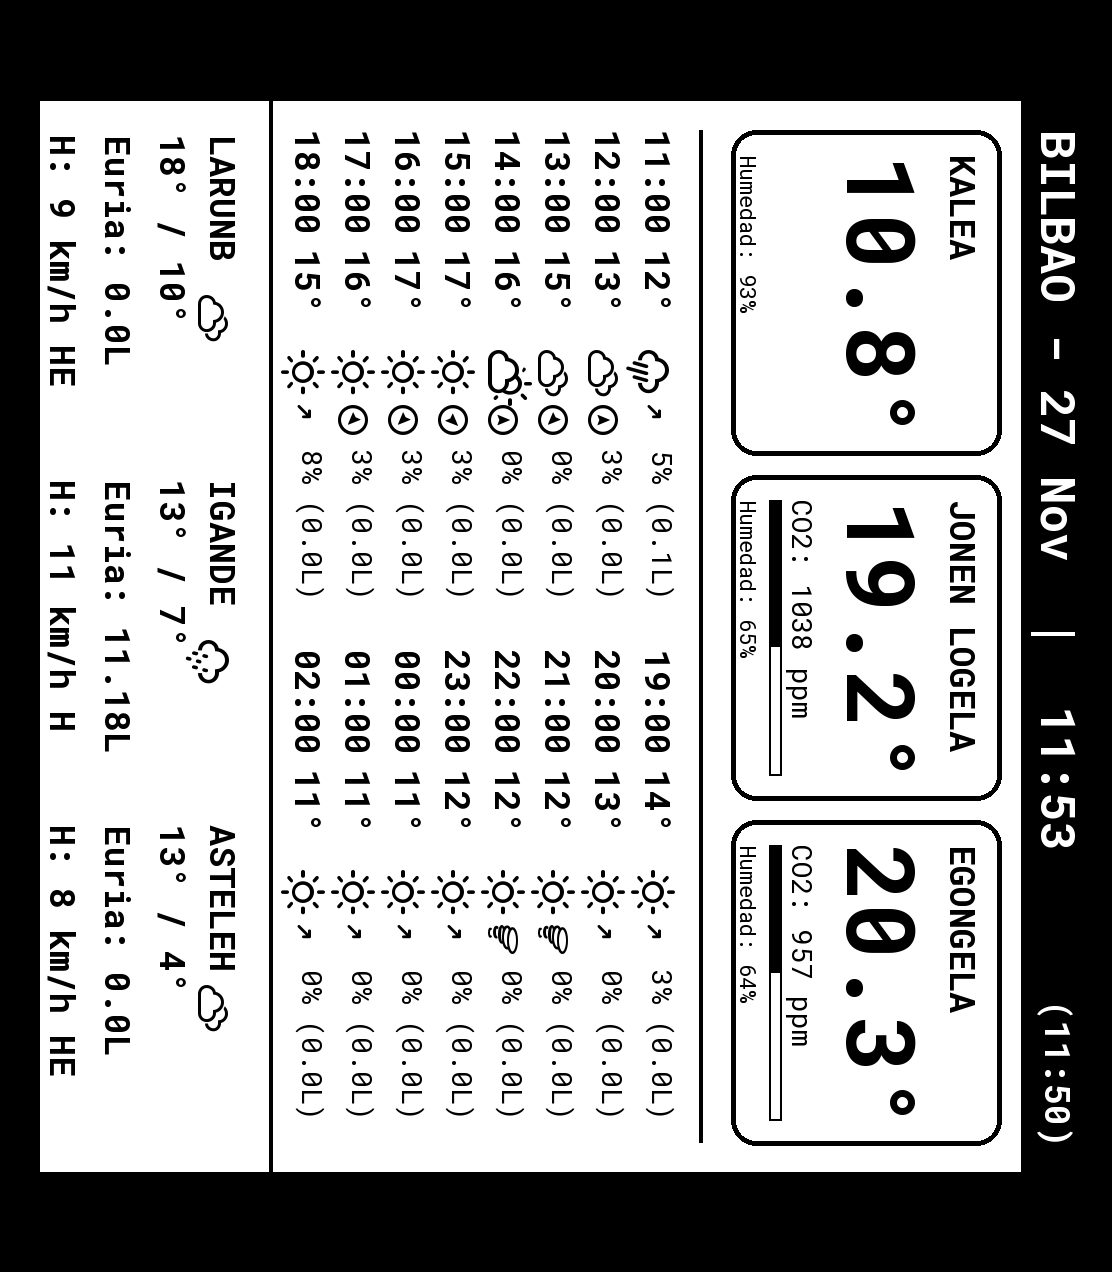 BILBAO - 27 Nov | 11:53 (11:50)
KALEA
10.8°
Humedad: 93%
JONEN LOGELA
19.2°
CO2: 1038 ppm
Humedad: 65%
EGONGELA
20.3°
CO2: 957 ppm
Humedad: 64%
11:00 12° ↗ 5% (0.1L)
12:00 13° 3% (0.0L)
13:00 15° 0% (0.0L)
14:00 16° 0% (0.0L)
15:00 17° 3% (0.0L)
16:00 17° 3% (0.0L)
17:00 16° 3% (0.0L)
18:00 15° ↗ 8% (0.0L)
19:00 14° ↗ 3% (0.0L)
20:00 13° ↗ 0% (0.0L)
21:00 12° 0% (0.0L)
22:00 12° 0% (0.0L)
23:00 12° ↗ 0% (0.0L)
00:00 11° ↗ 0% (0.0L)
01:00 11° ↗ 0% (0.0L)
02:00 11° ↗ 0% (0.0L)
LARUNB
18° / 10°
Euria: 0.0L
H: 9 km/h HE
IGANDE
13° / 7°
Euria: 11.18L
H: 11 km/h H
ASTELEH
13° / 4°
Euria: 0.0L
H: 8 km/h HE